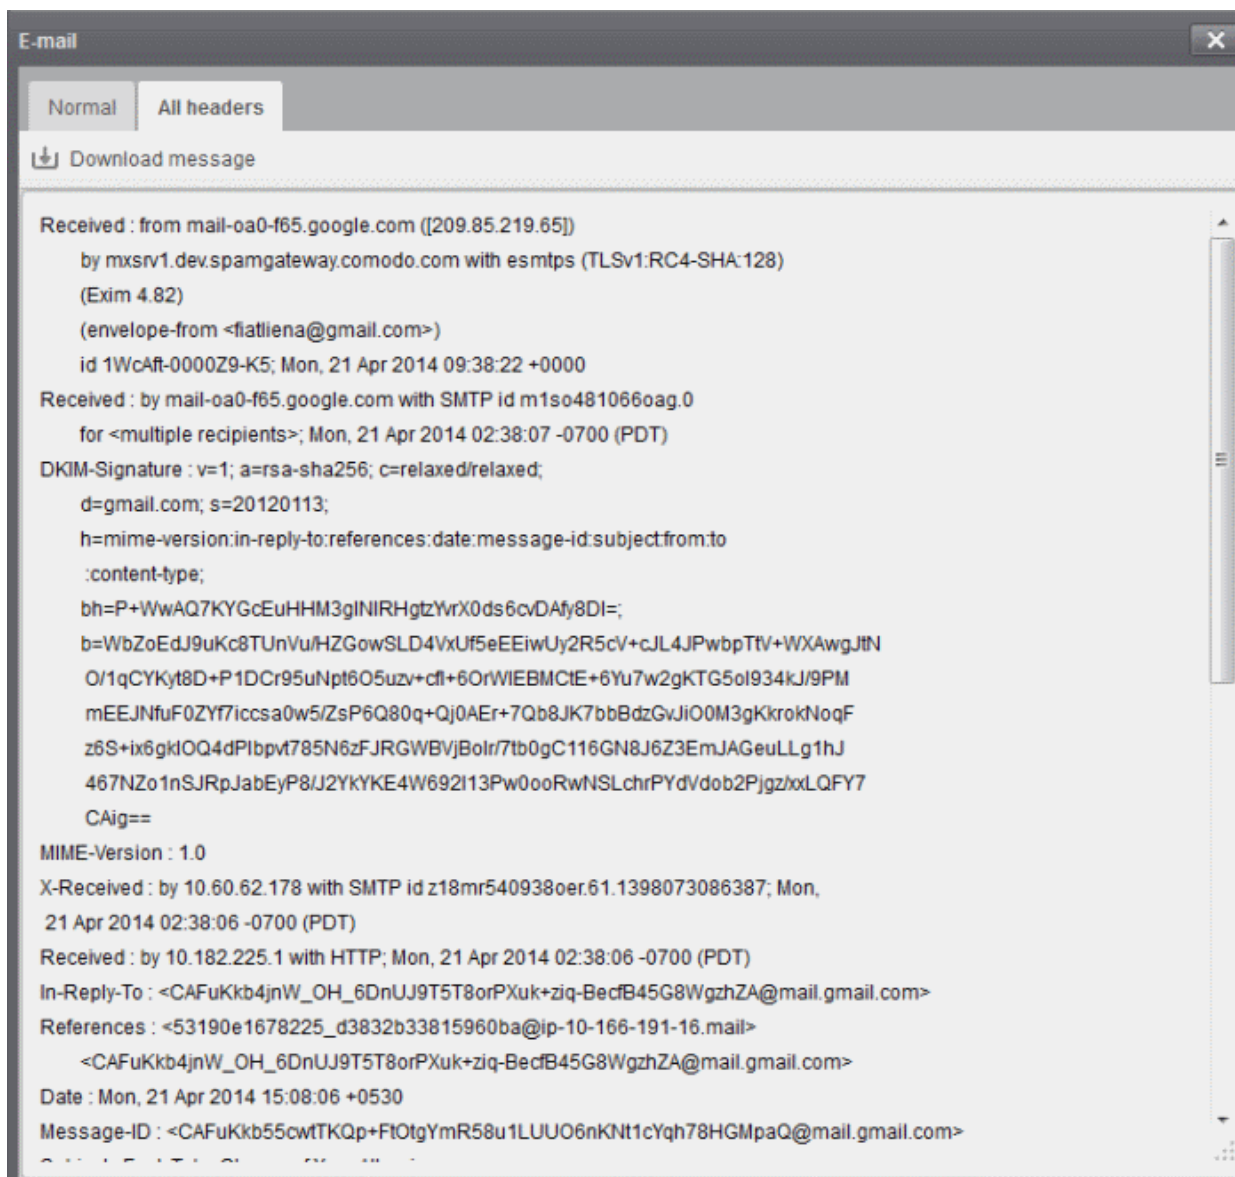 E-mail
Normal
All headers
Download message
Received : from mail-oa0-f65.google.com ([209.85.219.65])
by mxsrv1.dev.spamgateway.comodo.com with esmtps (TLSv1:RC4-SHA:128)
(Exim 4.82)
(envelope-from <fiatliena@gmail.com>)
id 1WcAft-0000Z9-K5; Mon, 21 Apr 2014 09:38:22 +0000
Received : by mail-oa0-f65.google.com with SMTP id m1so481066oag.0
for <multiple recipients>; Mon, 21 Apr 2014 02:38:07 -0700 (PDT)
DKIM-Signature : v=1; a=rsa-sha256; c=relaxed/relaxed;
d=gmail.com; s=20120113;
h=mime-version:in-reply-to:references:date:message-id:subject:from:to
:content-type;
bh=P+WwAQ7KYGcEuHHM3gINIRHgtzYvrX0ds6cvDAfy8DI=;
b=WbZoEdJ9uKc8TUnVu/HZGowSLD4VxUf5eEEiwUy2R5cV+cJL4JPwbpTtV+WXAwgJtN
O/1qCYKyt8D+P1DCr95uNpt6O5uzv+cfI+6OrWIEBMCtE+6Yu7w2gKTG5oI934kJ/9PM
mEEJNfuF0ZYf7iccsa0w5/ZsP6Q80q+Qj0AEr+7Qb8JK7bbBdzGvJiO0M3gKkrokNoqF
z6S+ix6gkIOQ4dPIbpvt785N6zFJRGWBVjBoIr/7tb0gC116GN8J6Z3EmJAGeuLLg1hJ
467NZo1nSJRpJabEyP8/J2YkYKE4W692I13Pw0ooRwNSLchrPYdVdob2Pjgz/xxLQFY7
CAig==
MIME-Version : 1.0
X-Received : by 10.60.62.178 with SMTP id z18mr540938oer.61.1398073086387; Mon,
21 Apr 2014 02:38:06 -0700 (PDT)
Received : by 10.182.225.1 with HTTP; Mon, 21 Apr 2014 02:38:06 -0700 (PDT)
In-Reply-To : <CAFuKkb4jnW_OH_6DnUJ9T5T8orPXuk+ziq-BecfB45G8WgzhZA@mail.gmail.com>
References : <53190e1678225_d3832b33815960ba@ip-10-166-191-16.mail>
<CAFuKkb4jnW_OH_6DnUJ9T5T8orPXuk+ziq-BecfB45G8WgzhZA@mail.gmail.com>
Date : Mon, 21 Apr 2014 15:08:06 +0530
Message-ID : <CAFuKkb55cwtTKQp+FtOtgYmR58u1LUUO6nKNt1cYqh78HGMpaQ@mail.gmail.com>